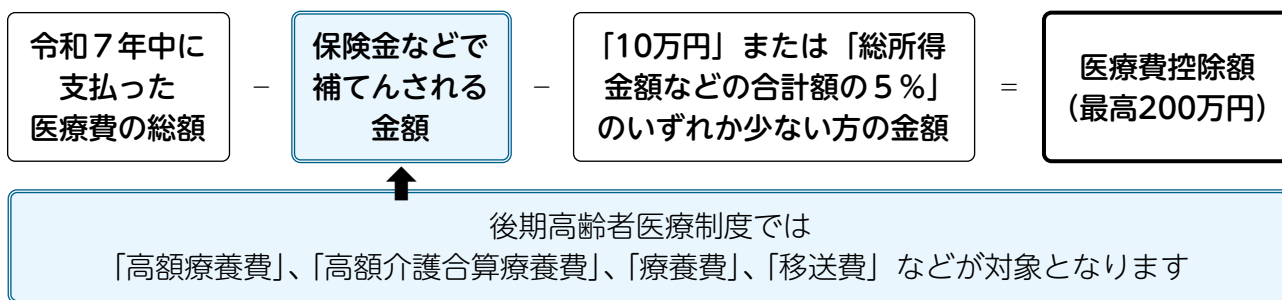 令和７年中に
支払った
医療費の総額
−
保険金などで
補てんされる
金額
−
「10万円」または「総所得
金額などの合計額の５％」
のいずれか少ない方の金額
＝
医療費控除額
（最高200万円）
後期高齢者医療制度では
「高額療養費」、「高額介護合算療養費」、「療養費」、「移送費」などが対象となります